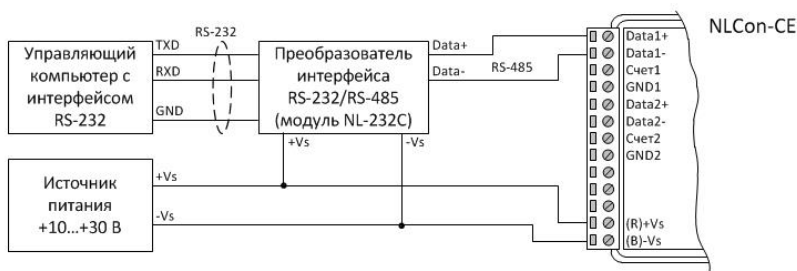 NLCon-CE
Управляющий
компьютер с
интерфейсом
RS-232
TXD
RXD
GND
RS-232
Преобразователь
интерфейса
RS-232/RS-485
(модуль NL-232C)
Data+
Data-
RS-485
+Vs
-Vs
Источник
питания
+10...+30 В
+Vs
-Vs
Data1+
Data1-
Счет1
GND1
Data2+
Data2-
Счет2
GND2
(R)+Vs
(B)-Vs